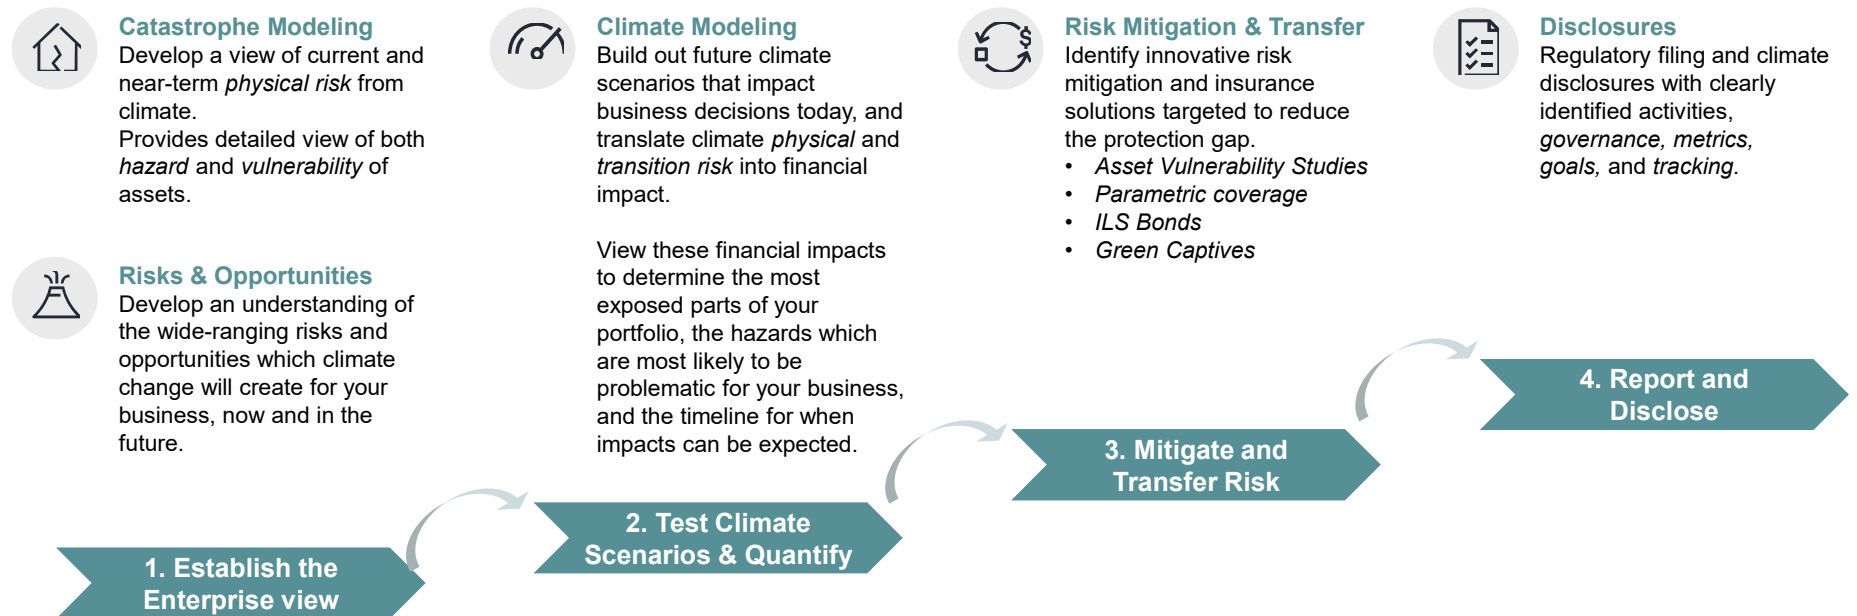 Catastrophe Modeling
Develop a view of current and
near-term physical risk from
climate.
Provides detailed view of both
hazard and vulnerability of
assets.
Risks & Opportunities
Develop an understanding of
the wide-ranging risks and
opportunities which climate
change will create for your
business, now and in the
future.
1. Establish the
Enterprise view
Climate Modeling
Build out future climate
scenarios that impact
business decisions today, and
translate climate physical and
transition risk into financial
impact.
View these financial impacts
to determine the most
exposed parts of your
portfolio, the hazards which
are most likely to be
problematic for your business,
and the timeline for when
impacts can be expected.
2. Test Climate
Scenarios & Quantify
Risk Mitigation & Transfer
Identify innovative risk
mitigation and insurance
solutions targeted to reduce
the protection gap.
• Asset Vulnerability Studies
• Parametric coverage
• ILS Bonds
• Green Captives
3. Mitigate and
Transfer Risk
Disclosures
Regulatory filing and climate
disclosures with clearly
identified activities,
governance, metrics,
goals, and tracking.
4. Report and
Disclose